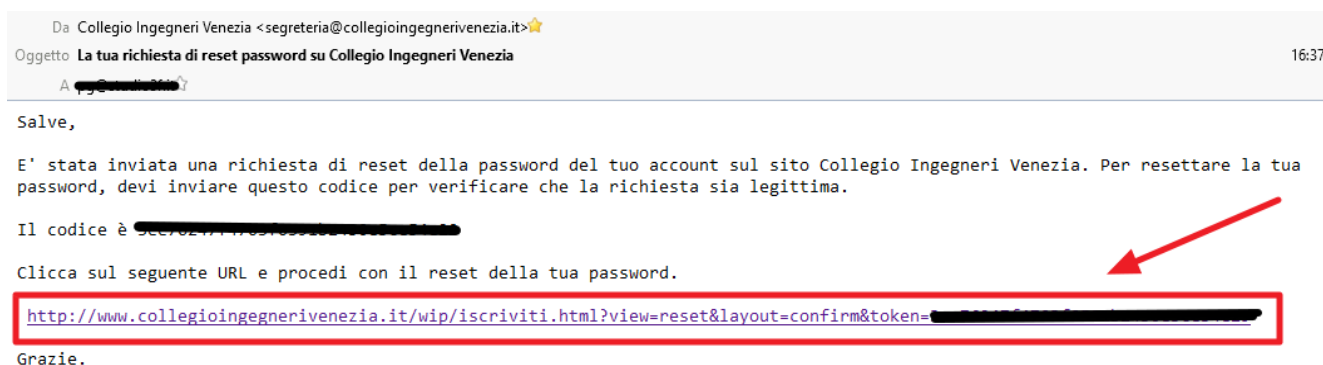 Da Collegio Ingegneri Venezia <segreteria@collegioingegnerivenezia.it>
Oggetto La tua richiesta di reset password su Collegio Ingegneri Venezia 16:37
A
Salve,
E' stata inviata una richiesta di reset della password del tuo account sul sito Collegio Ingegneri Venezia. Per resettare la tua
password, devi inviare questo codice per verificare che la richiesta sia legittima.
Il codice è
Clicca sul seguente URL e procedi con il reset della tua password.
http://www.collegioingegnerivenezia.it/wip/iscriviti.html?view=reset&layout=confirm&token=
Grazie.